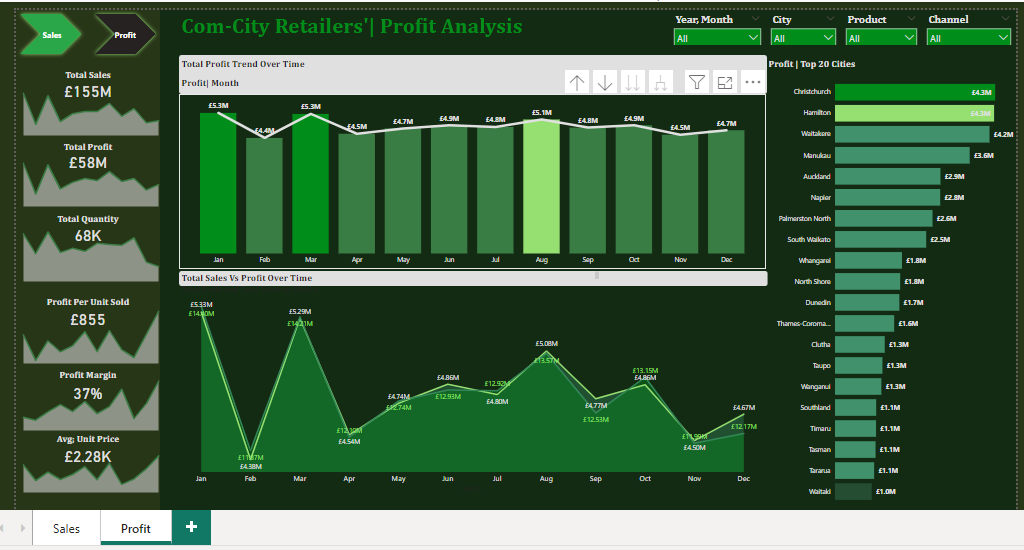 Sales
Profit
Com-City Retailers'| Profit Analysis
Year, Month
City
Product
Channel
All
All
All
All
Total Sales
£155M
Total Profit
£58M
Total Quantity
68K
Profit Per Unit Sold
£855
Profit Margin
37%
Avg; Unit Price
£2.28K
Total Profit Trend Over Time
Profit| Month
£5.3M
£4.4M
£5.3M
£4.5M
£4.7M
£4.9M
£4.8M
£5.1M
£4.8M
£4.9M
£4.5M
£4.7M
Jan
Feb
Mar
Apr
May
Jun
Jul
Aug
Sep
Oct
Nov
Dec
Total Sales Vs Profit Over Time
£5.33M
£4.38M
£5.29M
£14.21M
£4.54M
£4.74M
£12.74M
£4.86M
£12.93M
£12.92M
£4.80M
£5.08M
£13.57M
£4.77M
£12.53M
£13.15M
£4.86M
£4.50M
£4.67M
£12.17M
Jan
Feb
Mar
Apr
May
Jun
Jul
Aug
Sep
Oct
Nov
Dec
Profit | Top 20 Cities
Christchurch £4.3M
Hamilton £4.3M
Waitakere £4.2M
Manukau £3.6M
Auckland £2.9M
Napier £2.8M
Palmerston North £2.6M
South Waikato £2.5M
Whangarei £1.8M
North Shore £1.8M
Dunedin £1.7M
Thames-Coroma... £1.6M
Clutha £1.3M
Taupo £1.3M
Wanganui £1.3M
Southland £1.1M
Timaru £1.1M
Tasman £1.1M
Tararua £1.1M
Waitaki £1.0M
Sales
Profit
+